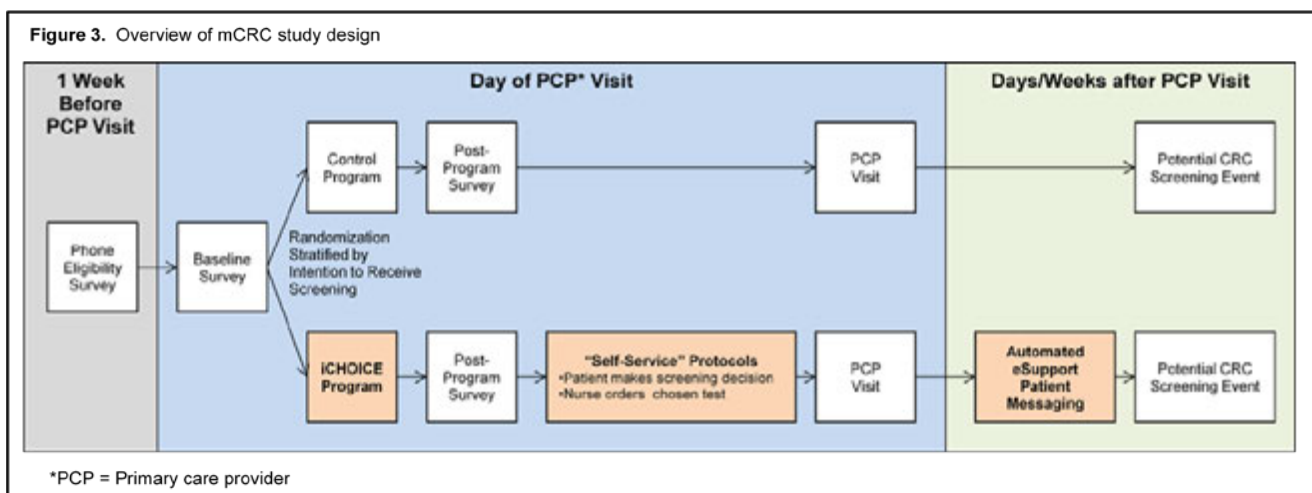 Figure 3. Overview of mCRC study design
1 Week
Before
PCP Visit
Day of PCP* Visit
Days/Weeks after PCP Visit
Phone
Eligibility
Survey
Baseline
Survey
Randomization
Stratified by
Intention to Receive
Screening
Control
Program
Post-
Program
Survey
PCP
Visit
Potential CRC
Screening Event
iCHOICE
Program
Post-
Program
Survey
"Self-Service" Protocols
•Patient makes screening decision
•Nurse orders chosen test
PCP
Visit
Automated
eSupport
Patient
Messaging
Potential CRC
Screening Event
*PCP = Primary care provider